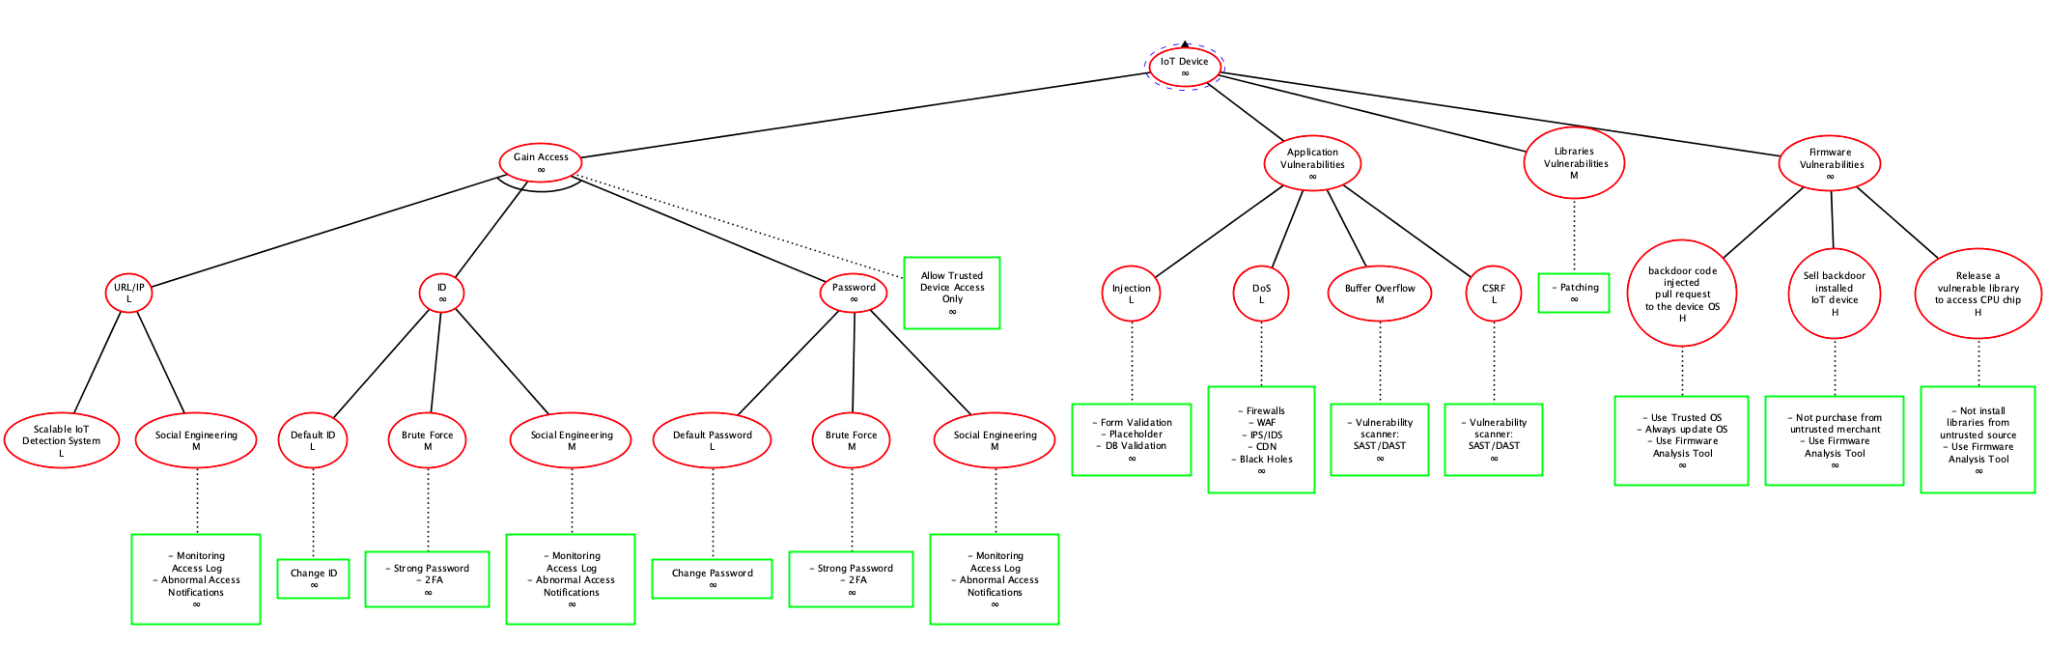 IoT Device
∞
Gain Access
∞
Application
Vulnerabilities
∞
Libraries
Vulnerabilities
M
Firmware
Vulnerabilities
∞
URL/IP
L
ID
∞
Password
∞
Allow Trusted
Device Access
Only
∞
Injection
L
DoS
L
Buffer Overflow
M
CSRF
L
- Patching
∞
backdoor code
injected
pull request
to the device OS
H
Sell backdoor
installed
IoT device
H
Release a
vulnerable library
to access CPU chip
H
Scalable IoT
Detection System
L
Social Engineering
M
Default ID
L
Brute Force
M
Social Engineering
M
Default Password
L
Brute Force
M
Social Engineering
M
- Form Validation
- Placeholder
- DB Validation
∞
- Firewalls
- WAF
- IPS/IDS
- CDN
- Black Holes
∞
- Vulnerability
scanner:
SAST/DAST
∞
- Vulnerability
scanner:
SAST/DAST
∞
- Use Trusted OS
- Always update OS
- Use Firmware
Analysis Tool
∞
- Not purchase from
untrusted merchant
- Use Firmware
Analysis Tool
∞
- Not install
libraries from
untrusted source
- Use Firmware
Analysis Tool
∞
- Monitoring
Access Log
- Abnormal Access
Notifications
∞
Change ID
∞
- Strong Password
- 2FA
∞
- Monitoring
Access Log
- Abnormal Access
Notifications
∞
Change Password
∞
- Strong Password
- 2FA
∞
- Monitoring
Access Log
- Abnormal Access
Notifications
∞